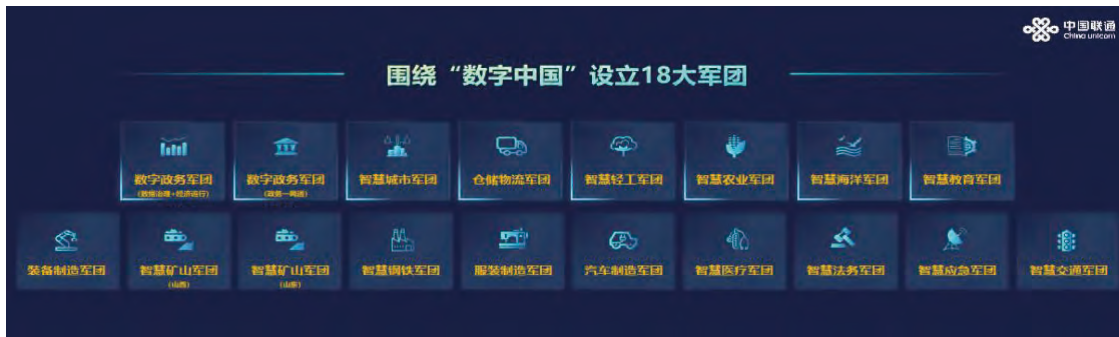 中国联通
China unicom
围绕“数字中国”设立18大军团
数字政务军团
(数据治理+经济运行)
数字政务军团
(政务一网通)
智慧城市军团
仓储物流军团
智慧轻工军团
智慧农业军团
智慧海洋军团
智慧教育军团
装备制造军团
智慧矿山军团
(山西)
智慧矿山军团
(山东)
智慧钢铁军团
服装制造军团
汽车制造军团
智慧医疗军团
智慧法务军团
智慧应急军团
智慧交通军团